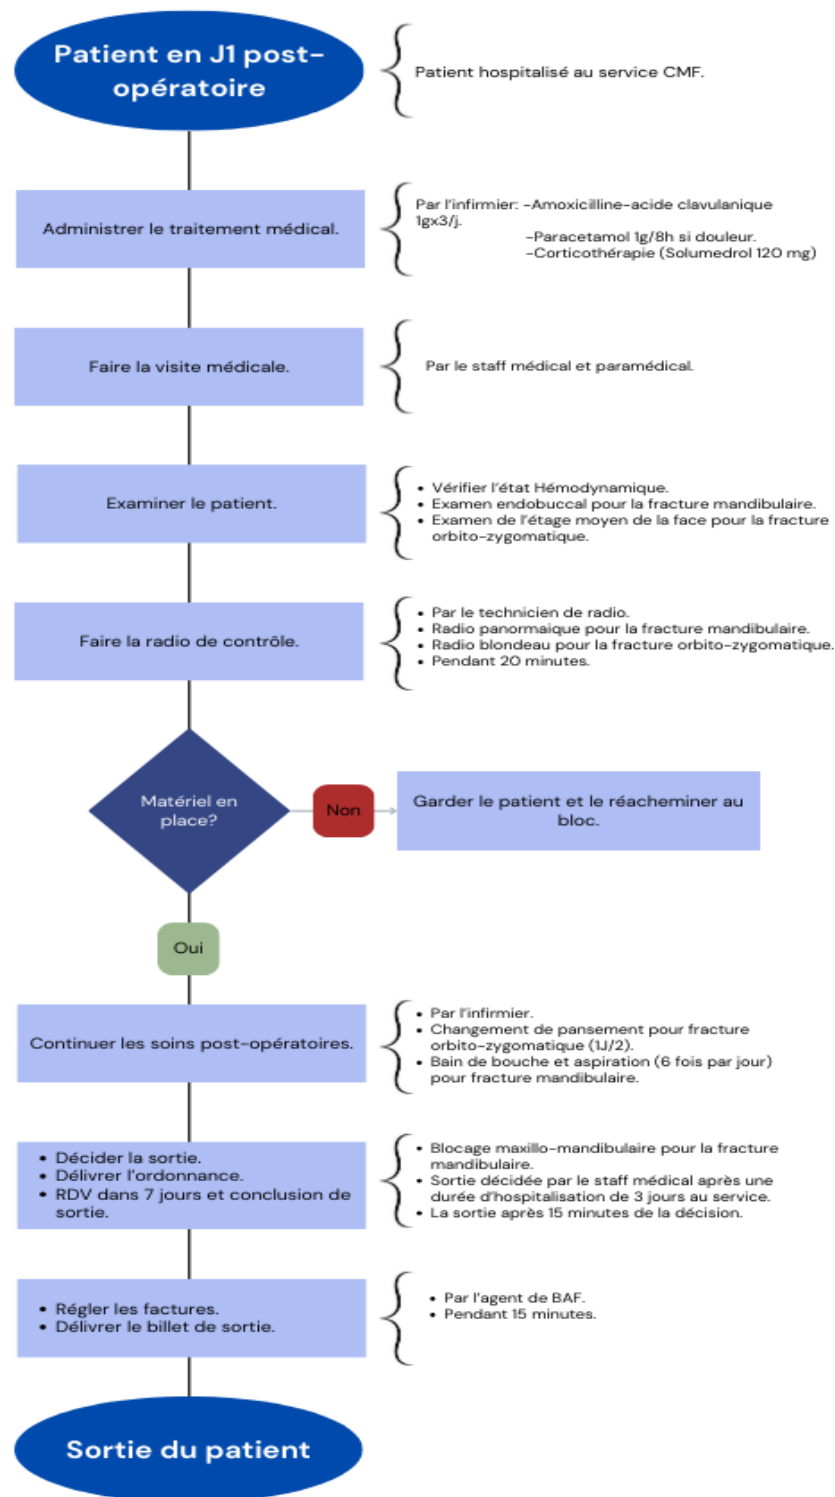 Patient en J1 post-
opératoire
Patient hospitalisé au service CMF.
Administrer le traitement médical.
Par l'infirmier: -Amoxicilline-acide clavulanique
1gx3/j.
-Paracetamol 1g/8h si douleur.
-Corticothérapie (Solumedrol 120 mg)
Faire la visite médicale.
Par le staff médical et paramédical.
Examiner le patient.
• Vérifier l'état Hémodynamique.
• Examen endobuccal pour la fracture mandibulaire.
• Examen de l'étage moyen de la face pour la fracture
orbito-zygomatique.
Faire la radio de contrôle.
• Par le technicien de radio.
• Radio panormaique pour la fracture mandibulaire.
• Radio blondeau pour la fracture orbito-zygomatique.
• Pendant 20 minutes.
Matériel en
place?
Non
Garder le patient et le réacheminer au
bloc.
Oui
Continuer les soins post-opératoires.
• Par l'infirmier.
• Changement de pansement pour fracture
orbito-zygomatique (1J/2).
• Bain de bouche et aspiration (6 fois par jour)
pour fracture mandibulaire.
• Décider la sortie.
• Délivrer l'ordonnance.
• RDV dans 7 jours et conclusion de
sortie.
• Blocage maxillo-mandibulaire pour la fracture
mandibulaire.
• Sortie décidée par le staff médical après une
durée d'hospitalisation de 3 jours au service.
• La sortie après 15 minutes de la décision.
• Régler les factures.
• Délivrer le billet de sortie.
• Par l'agent de BAF.
• Pendant 15 minutes.
Sortie du patient